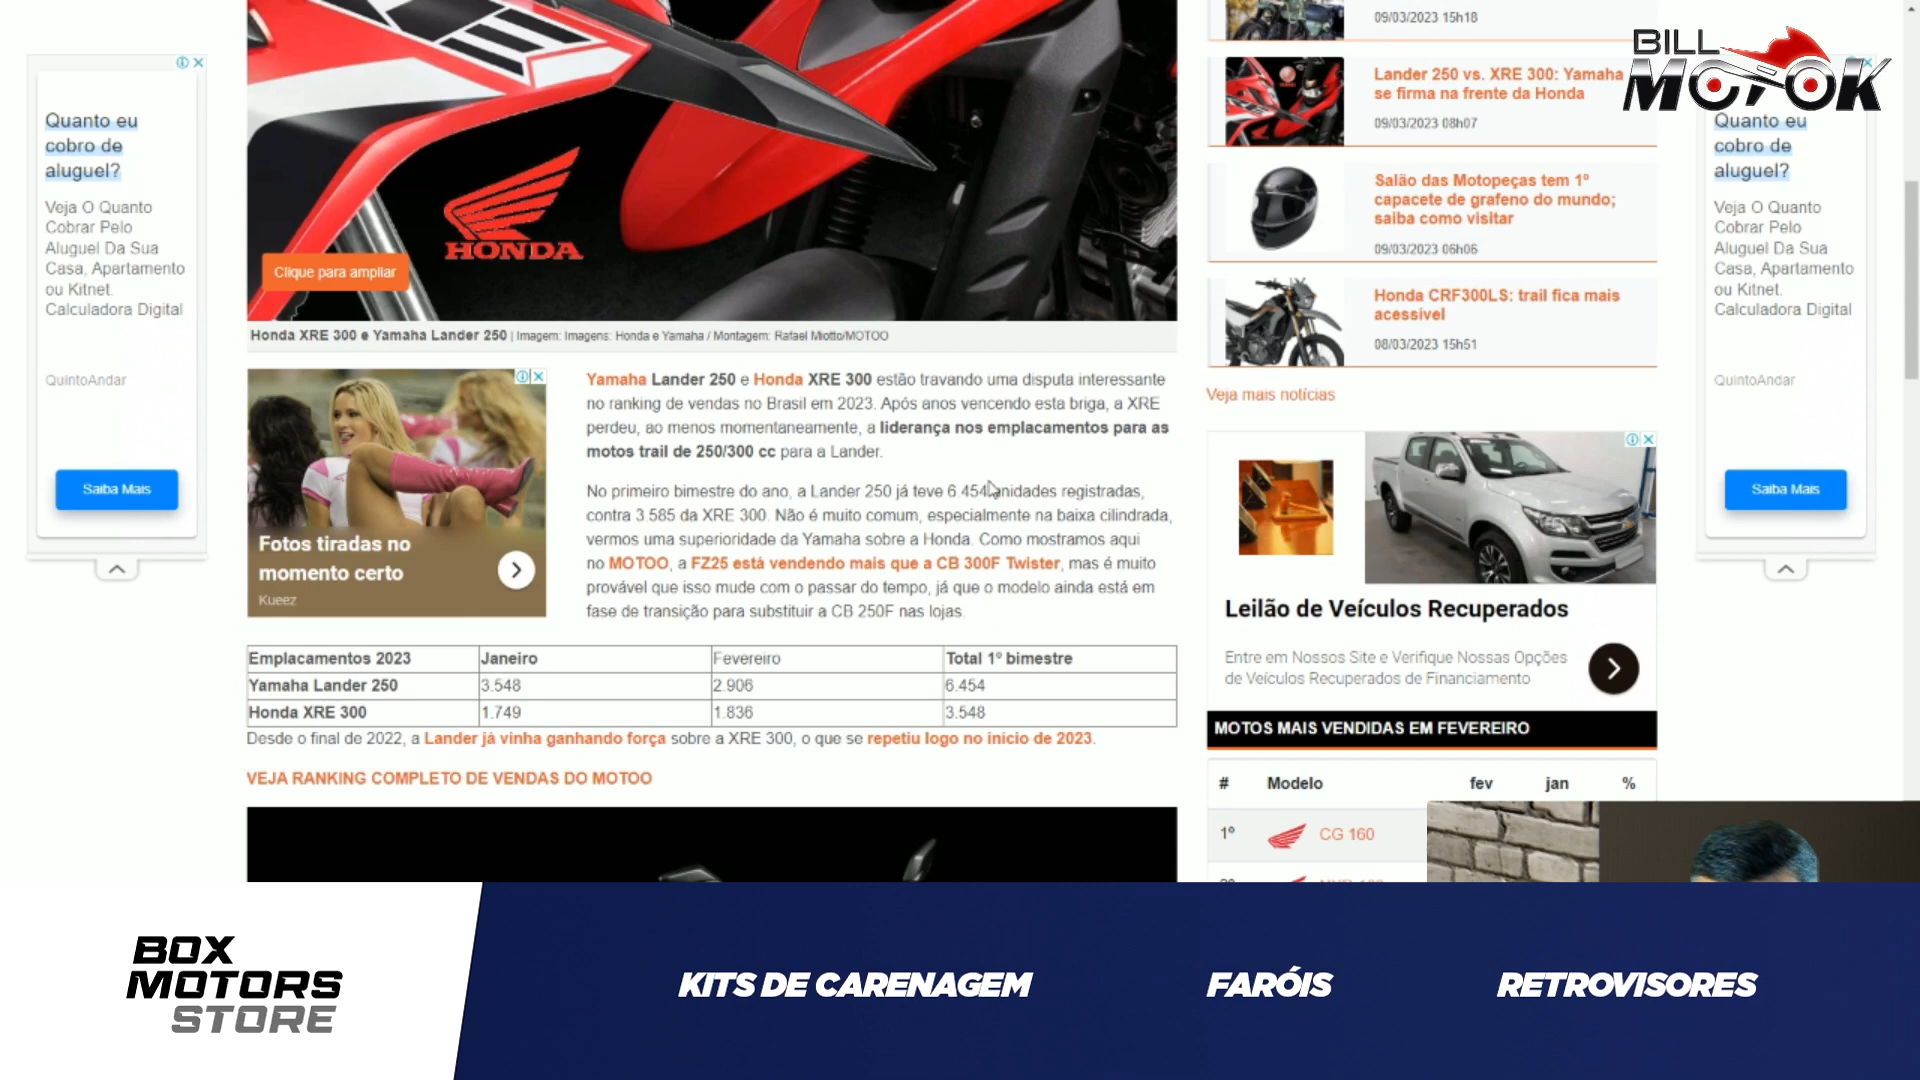 BILL
MOTOK
Quanto eu
cobro de
aluguel?
Veja O Quanto
Cobrar Pelo
Aluguel Da Sua
Casa, Apartamento
ou Kitnet.
Calculadora Digital
QuintoAndar
Saiba Mais
HONDA
Clique para ampliar
Honda XRE 300 e Yamaha Lander 250 | Imagem: Imagens: Honda e Yamaha / Montagem: Rafael Miotto/MOTOO
Fotos tiradas no
momento certo
Kueez
Yamaha Lander 250 e Honda XRE 300 estão travando uma disputa interessante
no ranking de vendas no Brasil em 2023. Após anos vencendo esta briga, a XRE
perdeu, ao menos momentaneamente, a liderança nos emplacamentos para as
motos trail de 250/300 cc para a Lander.
No primeiro bimestre do ano, a Lander 250 já teve 6.454 unidades registradas,
contra 3.585 da XRE 300. Não é muito comum, especialmente na baixa cilindrada,
vermos uma superioridade da Yamaha sobre a Honda. Como mostramos aqui
no MOTOO, a FZ25 está vendendo mais que a CB 300F Twister, mas é muito
provável que isso mude com o passar do tempo, já que o modelo ainda está em
fase de transição para substituir a CB 250F nas lojas.
Emplacamentos 2023 Janeiro Fevereiro Total 1º bimestre
Yamaha Lander 250 3.548 2.906 6.454
Honda XRE 300 1.749 1.836 3.548
Desde o final de 2022, a Lander já vinha ganhando força sobre a XRE 300, o que se repetiu logo no início de 2023.
VEJA RANKING COMPLETO DE VENDAS DO MOTOO
09/03/2023 15h18
Lander 250 vs. XRE 300: Yamaha
se firma na frente da Honda
09/03/2023 08h07
Salão das Motopeças tem 1º
capacete de grafeno do mundo;
saiba como visitar
09/03/2023 06h06
Honda CRF300LS: trail fica mais
acessível
08/03/2023 15h51
Veja mais notícias
Leilão de Veículos Recuperados
Entre em Nossos Site e Verifique Nossas Opções
de Veículos Recuperados de Financiamento
MOTOS MAIS VENDIDAS EM FEVEREIRO
# Modelo fev jan %
1º CG 160
Quanto eu
cobro de
aluguel?
Veja O Quanto
Cobrar Pelo
Aluguel Da Sua
Casa, Apartamento
ou Kitnet.
Calculadora Digital
QuintoAndar
Saiba Mais
BOX
MOTORS
STORE
KITS DE CARENAGEM
FARÓIS
RETROVISORES